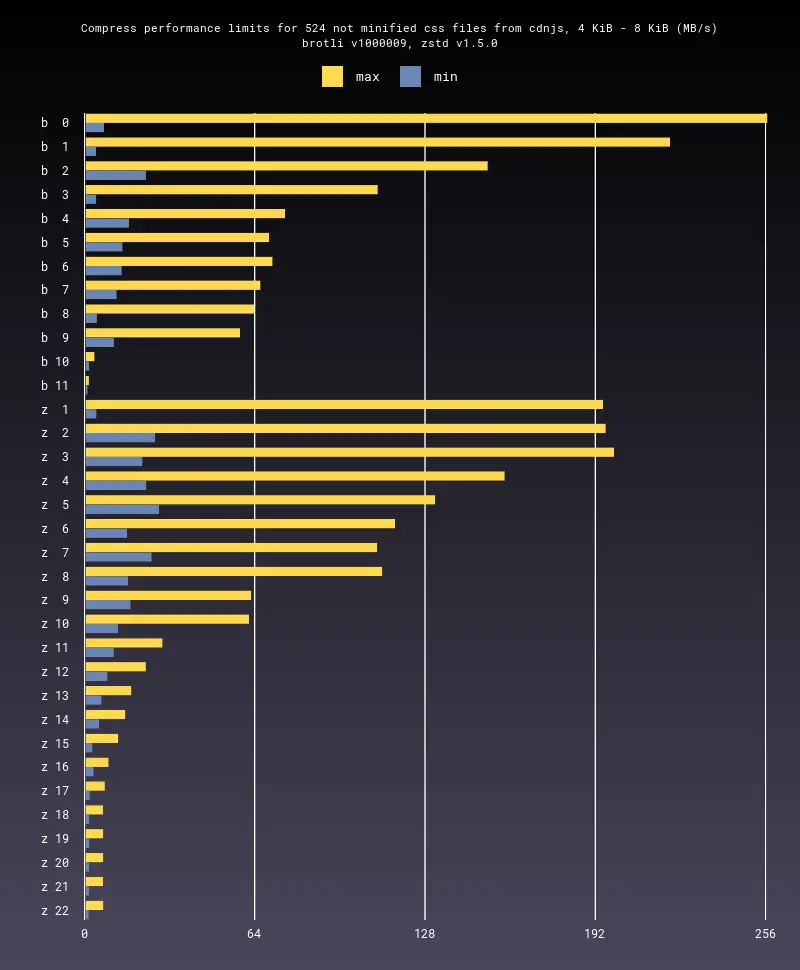 Compress performance limits for 524 not minified css files from cdnjs, 4 KiB - 8 KiB (MB/s)
brotli v1000009, zstd v1.5.0
max min
b 0
b 1
b 2
b 3
b 4
b 5
b 6
b 7
b 8
b 9
b 10
b 11
z 1
z 2
z 3
z 4
z 5
z 6
z 7
z 8
z 9
z 10
z 11
z 12
z 13
z 14
z 15
z 16
z 17
z 18
z 19
z 20
z 21
z 22
0 64 128 192 256